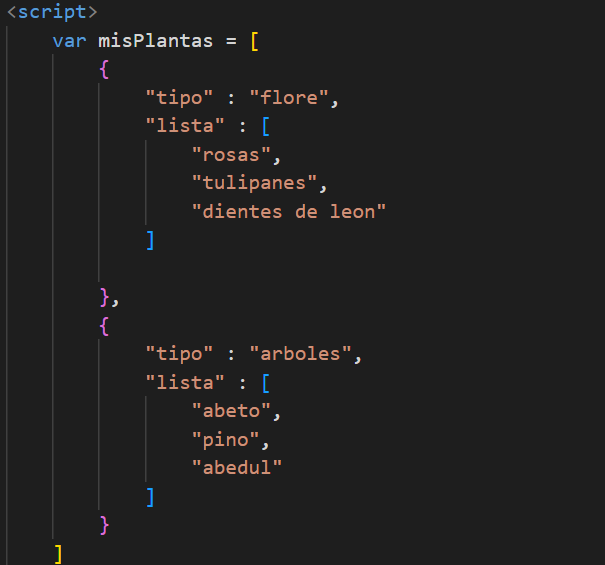 <script>
var misPlantas = [
{
"tipo" : "flore",
"lista" : [
"rosas",
"tulipanes",
"dientes de leon"
]
},
{
"tipo" : "arboles",
"lista" : [
"abeto",
"pino",
"abedul"
]
}
]